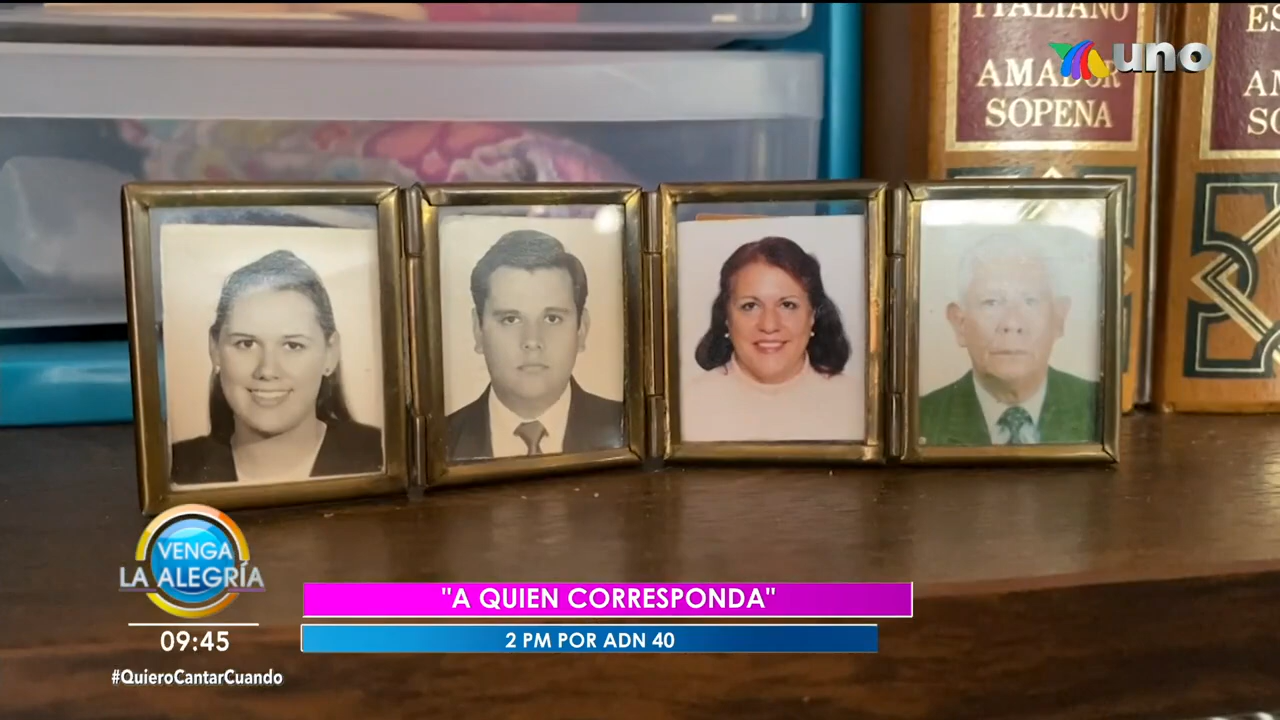 ITALIANO
AMADOR
SOPENA
ES
AM
SO
uno
VENGA
LA ALEGRÍA
09:45
#QuieroCantarCuando
"A QUIEN CORRESPONDA"
2 PM POR ADN 40